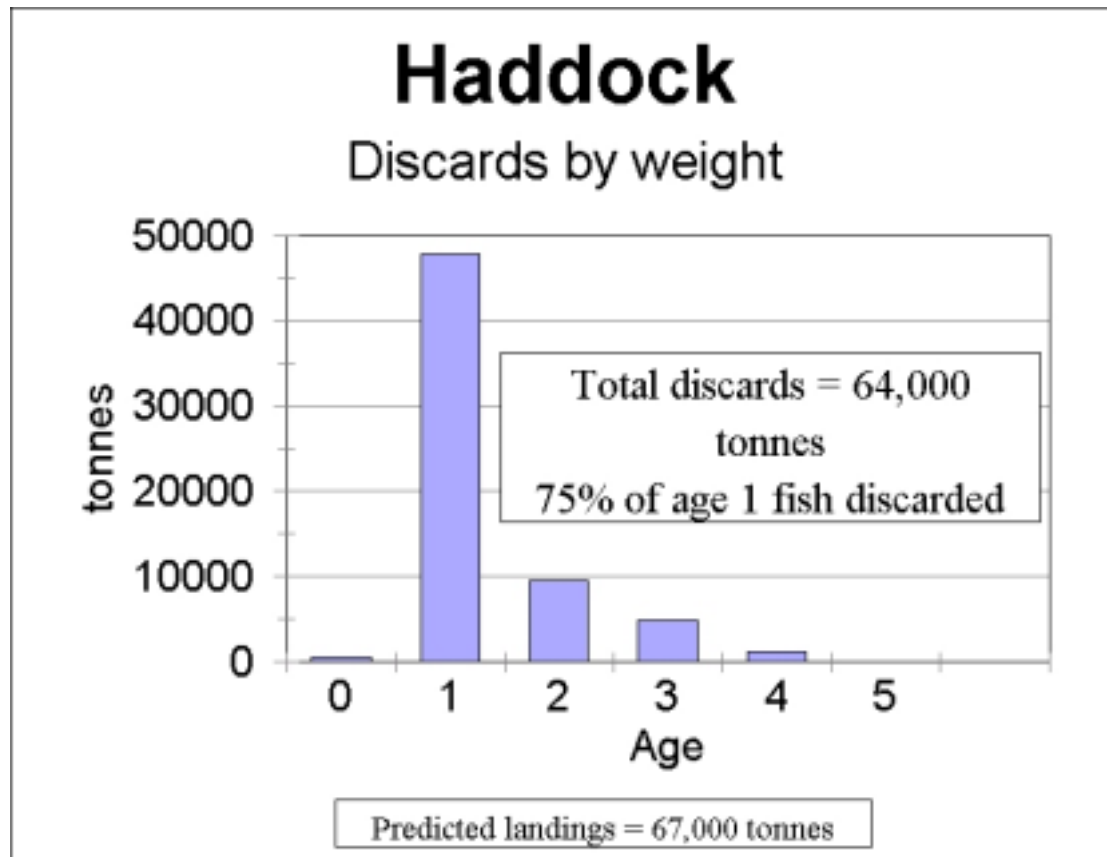 Haddock
Discards by weight
50000
40000
30000
20000
10000
0
tonnes
Total discards = 64,000
tonnes
75% of age 1 fish discarded
0 1 2 3 4 5
Age
Predicted landings = 67,000 tonnes